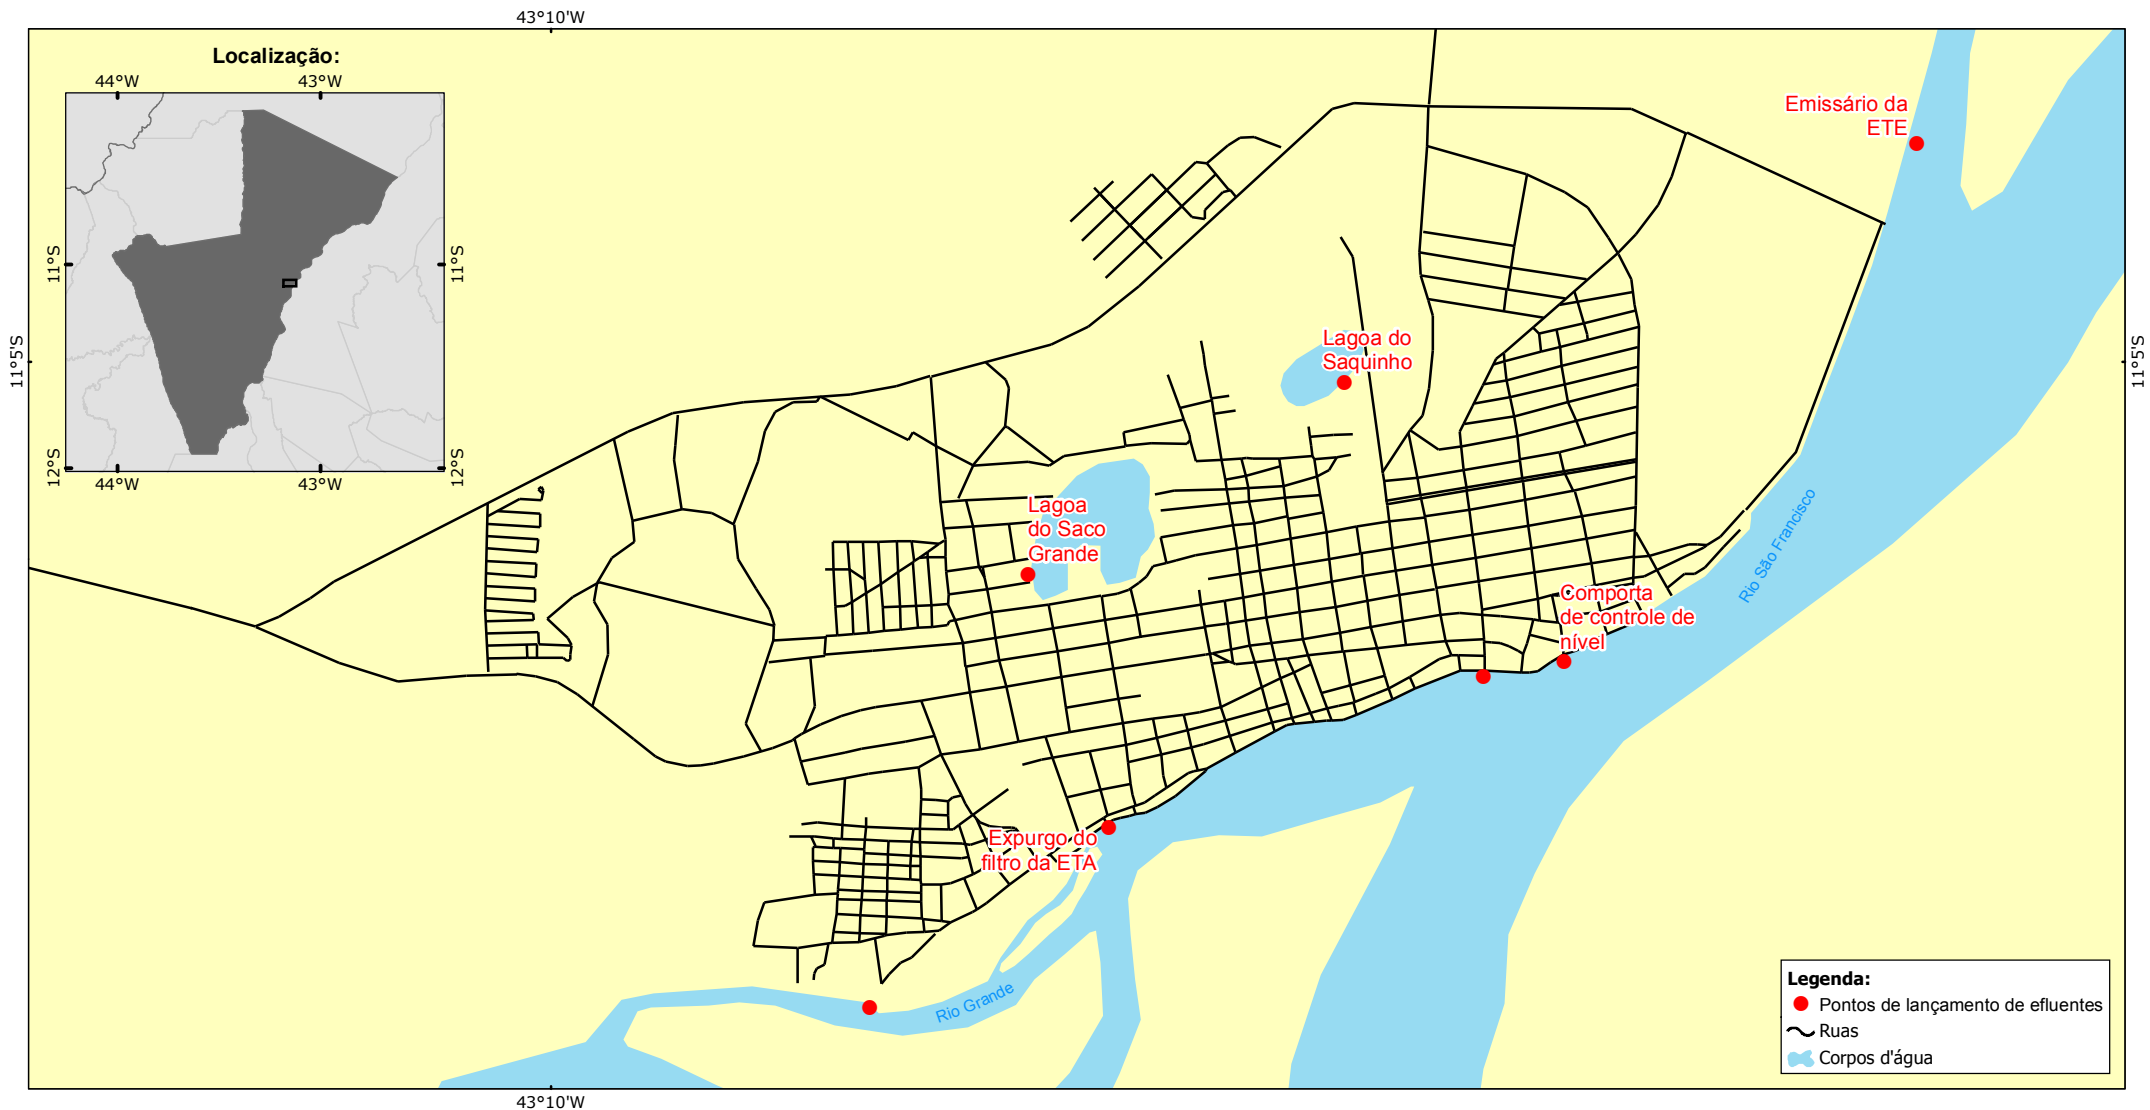 43°10'W
Localização:
44°W
43°W
11°S
11°S
12°S
12°S
44°W
43°W
11°5'S
11°5'S
Emissário da
ETE
Lagoa do
Saquinho
Lagoa
do Saco
Grande
Rio São Francisco
Comporta
de controle de
nível
Expurgo do
filtro da ETA
Rio Grande
Legenda:
Pontos de lançamento de efluentes
Ruas
Corpos d'água
43°10'W